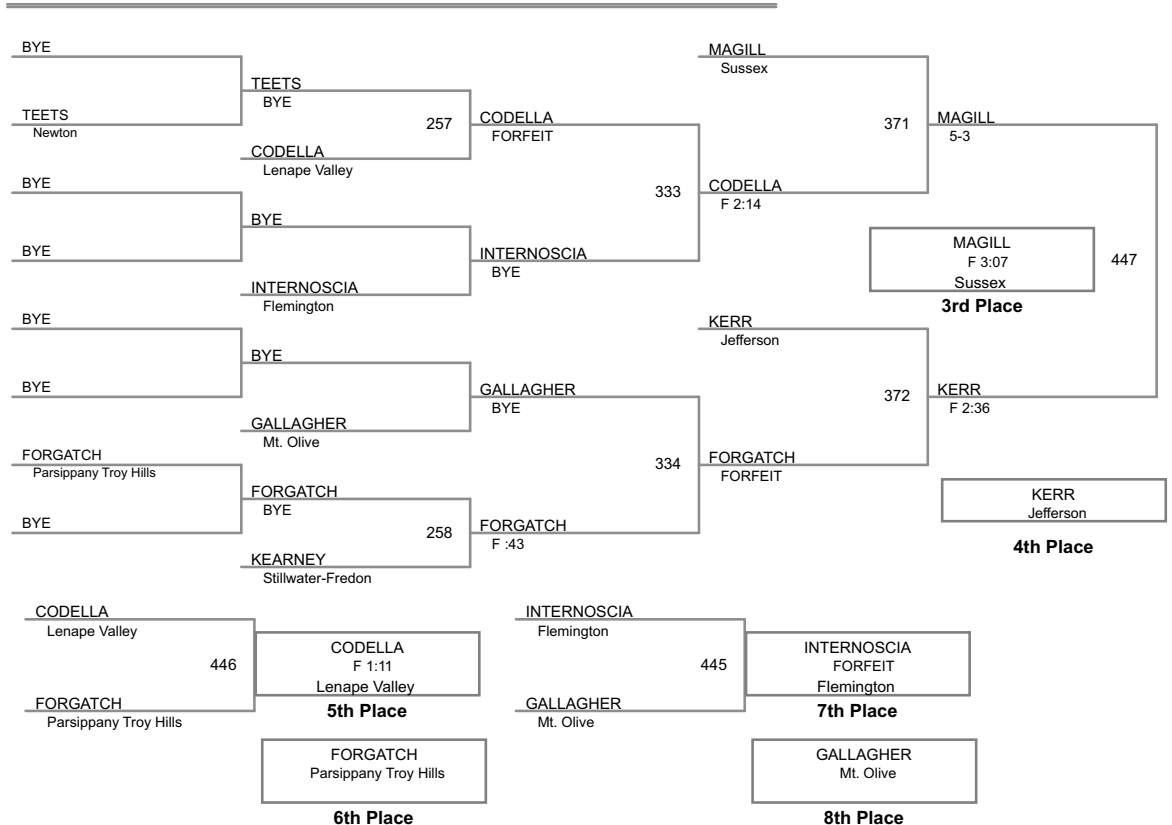 BYE
TEETS
Newton
BYE
BYE
BYE
BYE
FORGATCH
Parsippany Troy Hills
BYE
TEETS
BYE
257
CODELLA
Lenape Valley
BYE
INTERNOSCIA
Flemington
BYE
GALLAGHER
Mt. Olive
FORGATCH
BYE
258
KEARNEY
Stillwater-Fredon
CODELLA
FORFEIT
333
INTERNOSCIA
BYE
GALLAGHER
BYE
334
FORGATCH
F :43
MAGILL
Sussex
371
CODELLA
F 2:14
KERR
Jefferson
372
FORGATCH
FORFEIT
MAGILL
5-3
447
KERR
F 2:36
MAGILL
F 3:07
Sussex
3rd Place
KERR
Jefferson
4th Place
CODELLA
Lenape Valley
446
FORGATCH
Parsippany Troy Hills
CODELLA
F 1:11
Lenape Valley
5th Place
FORGATCH
Parsippany Troy Hills
6th Place
INTERNOSCIA
Flemington
445
GALLAGHER
Mt. Olive
INTERNOSCIA
FORFEIT
Flemington
7th Place
GALLAGHER
Mt. Olive
8th Place